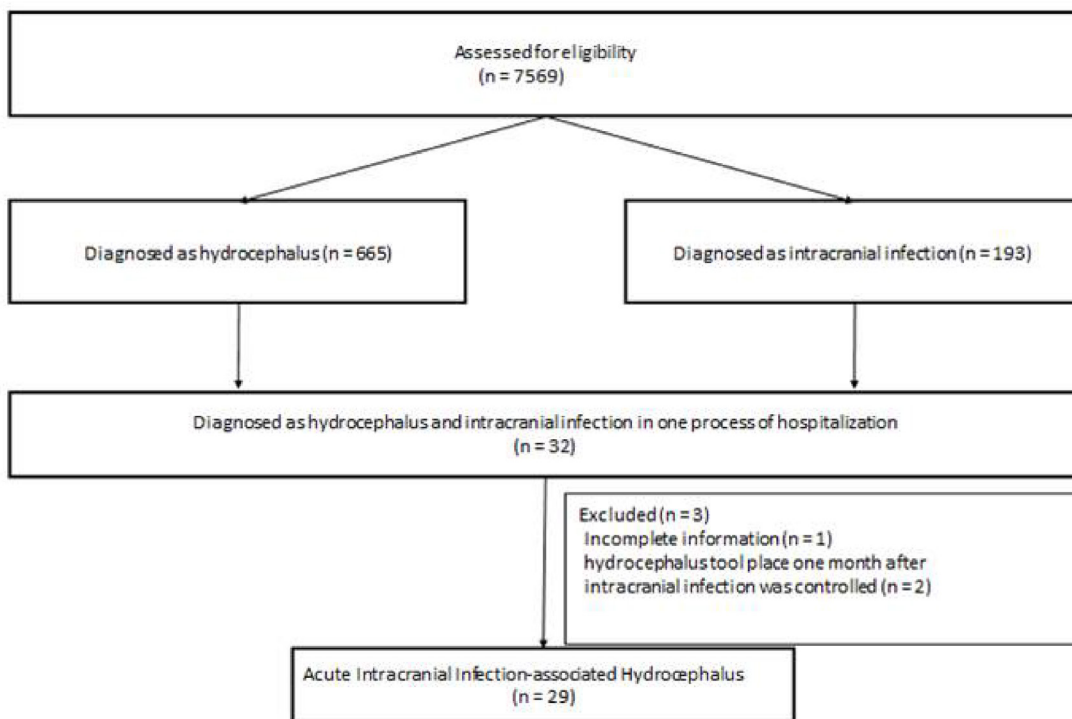 Assessed for eligibility
(n = 7569)
Diagnosed as hydrocephalus (n = 665)
Diagnosed as intracranial infection (n = 193)
Diagnosed as hydrocephalus and intracranial infection in one process of hospitalization
(n = 32)
Excluded (n = 3)
Incomplete information (n = 1)
hydrocephalus tool place one month after
intracranial infection was controlled (n = 2)
Acute Intracranial Infection-associated Hydrocephalus
(n = 29)